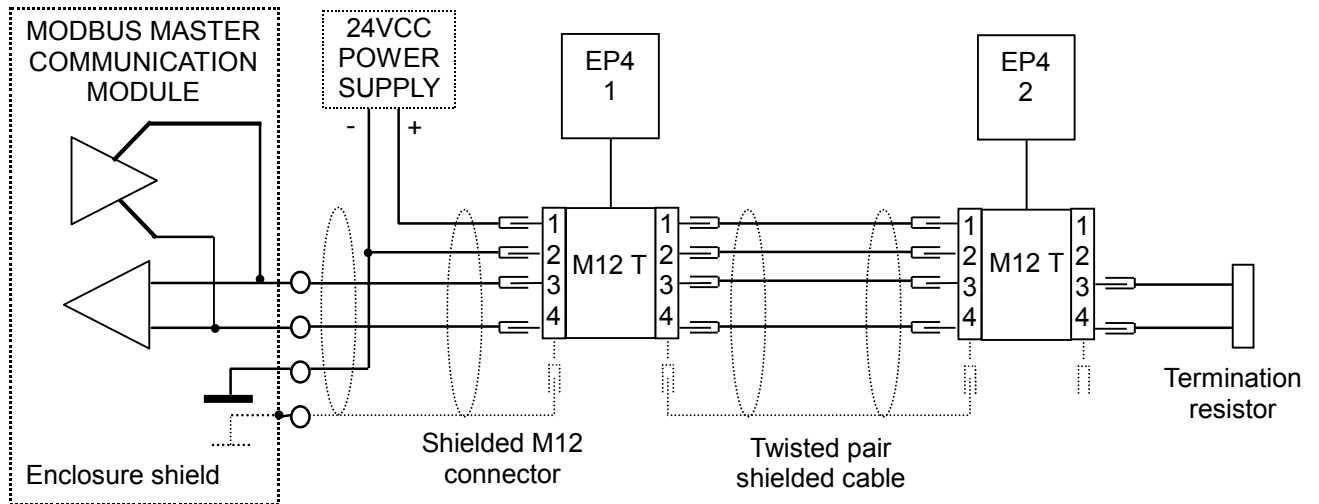 MODBUS MASTER
COMMUNICATION
MODULE
24VCC
POWER
SUPPLY
- +
EP4
1
EP4
2
1
2
3
4
M12 T
1
2
3
4
1
2
3
4
M12 T
1
2
3
4
Termination
resistor
Shielded M12
connector
Twisted pair
shielded cable
Enclosure shield